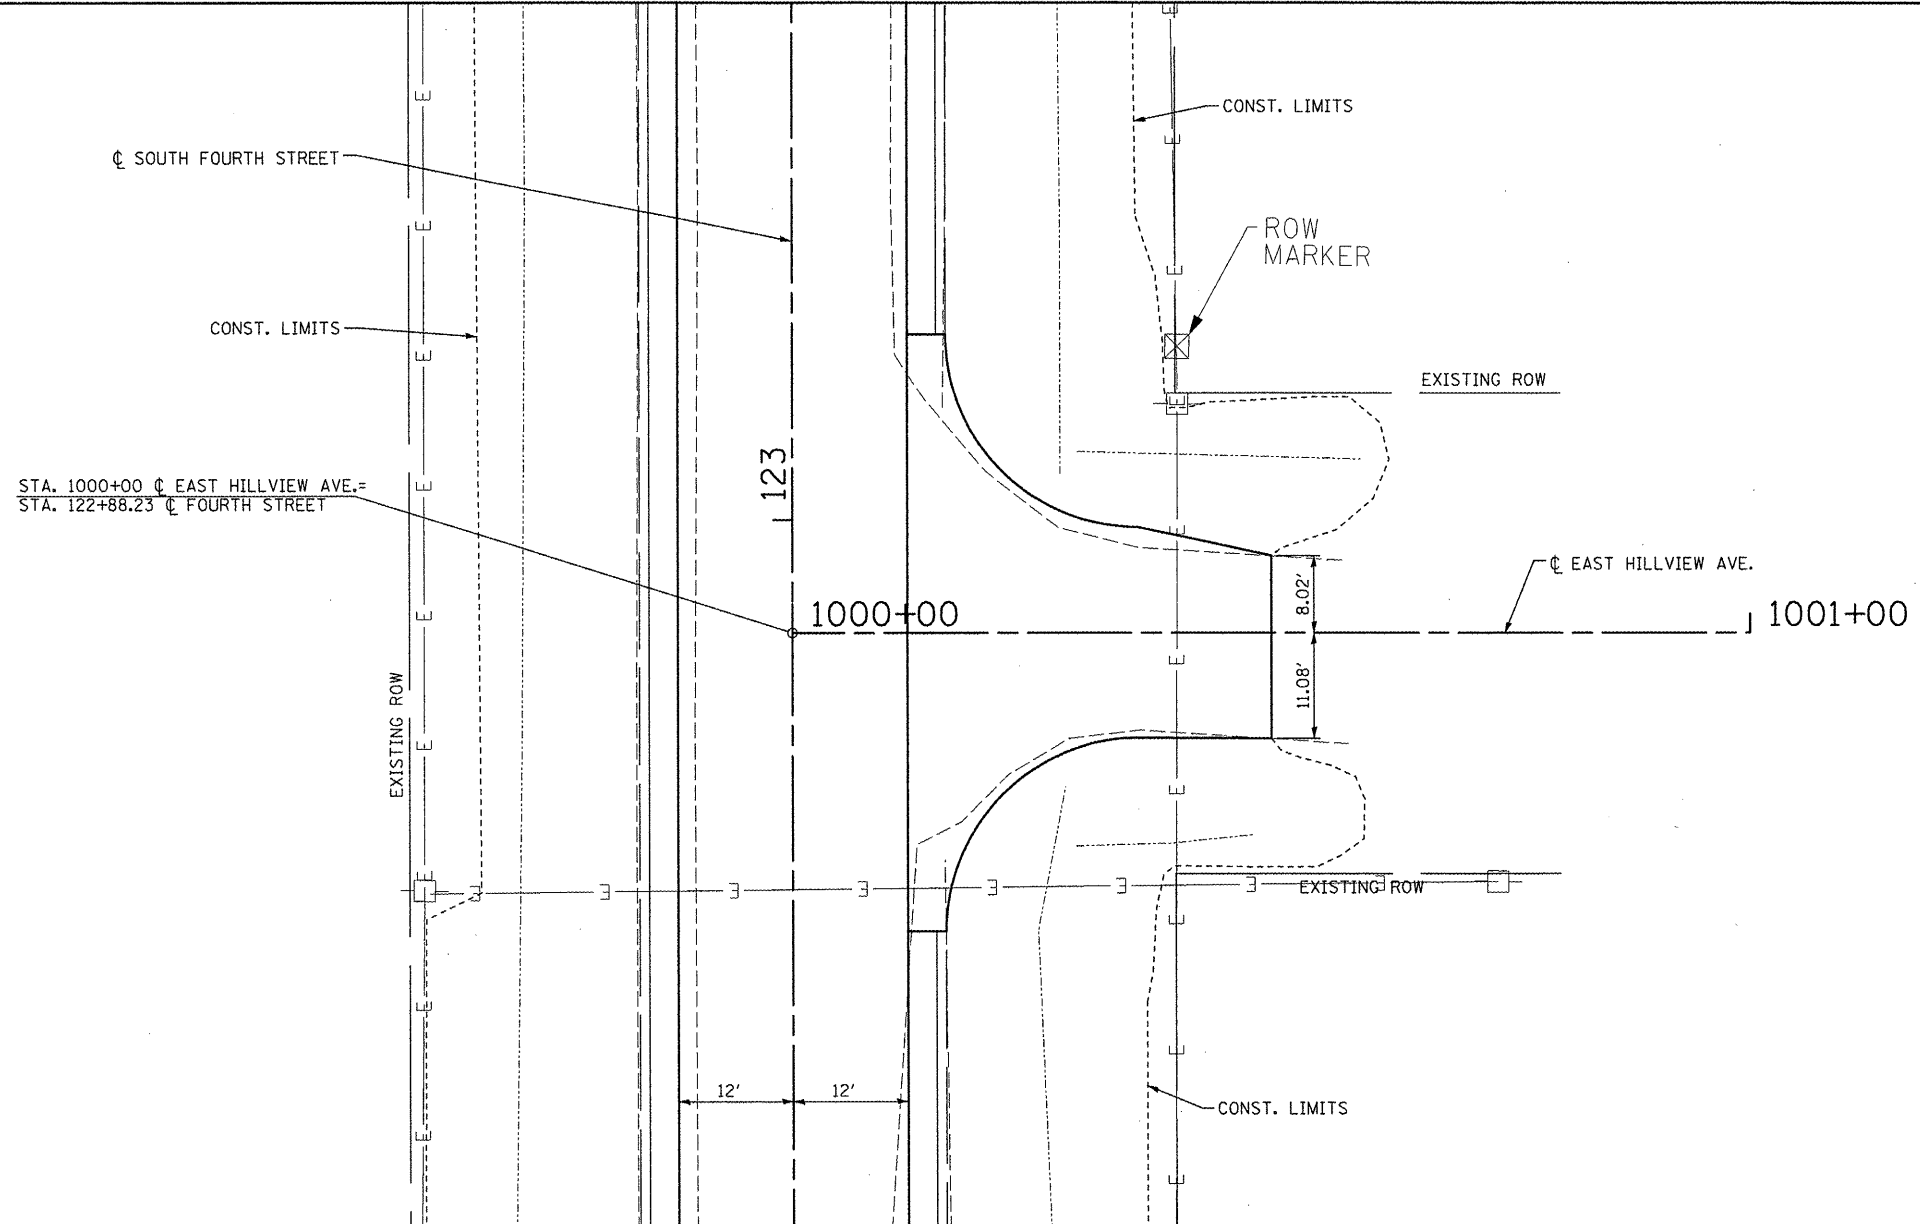 CONST. LIMITS
℄ SOUTH FOURTH STREET
ROW
MARKER
CONST. LIMITS
EXISTING ROW
123
STA. 1000+00 ℄ EAST HILLVIEW AVE.=
STA. 122+88.23 ℄ FOURTH STREET
℄ EAST HILLVIEW AVE.
8.02'
1000+00
1001+00
11.08'
EXISTING ROW
EXISTING ROW
12'
12'
CONST. LIMITS